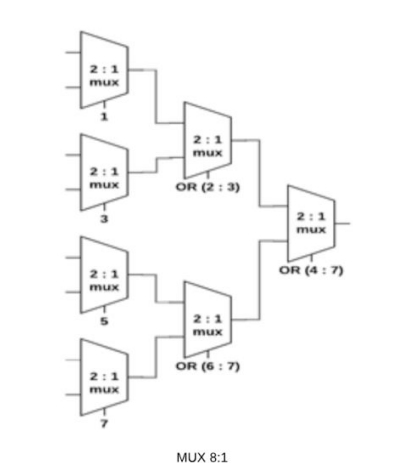 2 : 1
mux
1
2 : 1
mux
OR (2 : 3)
2 : 1
mux
3
2 : 1
mux
OR (4 : 7)
2 : 1
mux
5
2 : 1
mux
OR (6 : 7)
2 : 1
mux
7
MUX 8:1